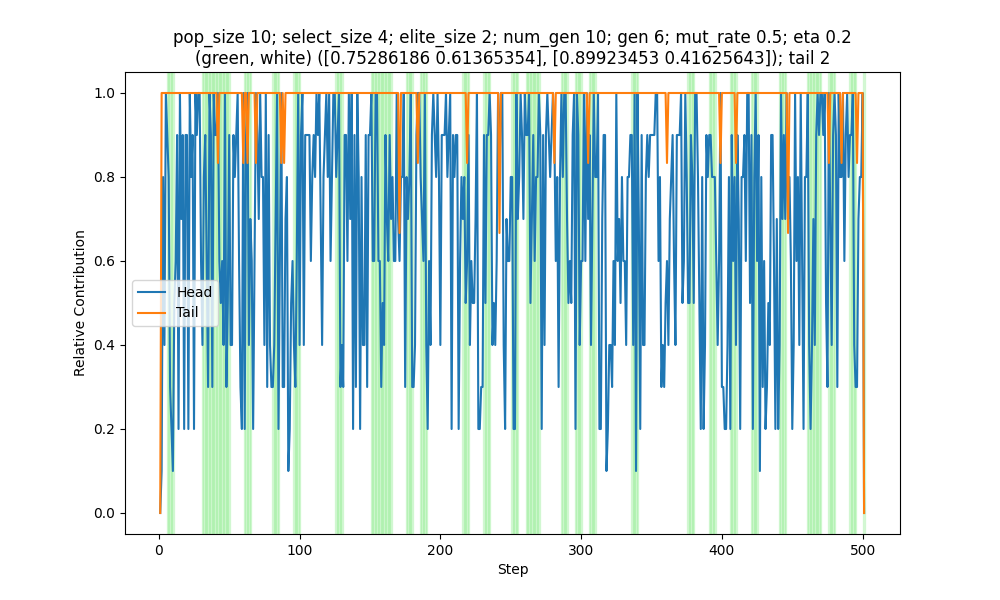 pop_size 10; select_size 4; elite_size 2; num_gen 10; gen 6; mut_rate 0.5; eta 0.2
(green, white) ([0.75286186 0.61365354], [0.89923453 0.41625643]); tail 2
1.0
0.8
0.6
0.4
0.2
0.0
Relative Contribution
Head
Tail
0
100
200
300
400
500
Step